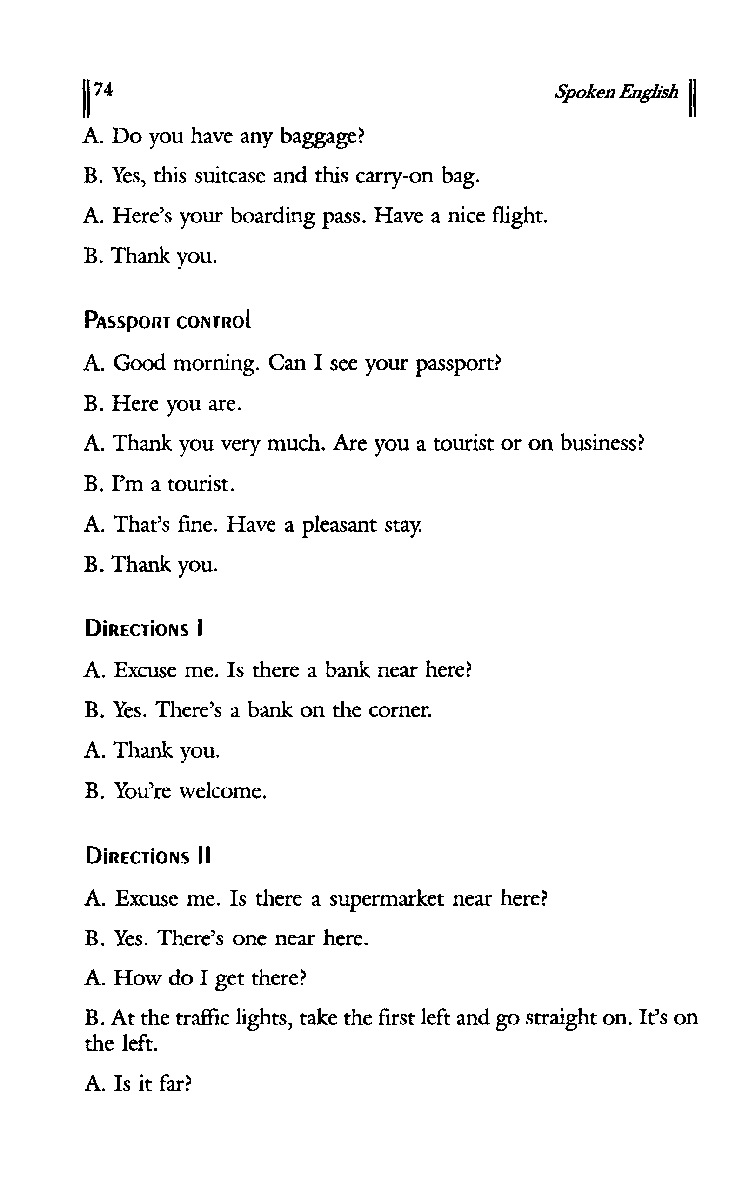 74 Spoken English
A. Do you have any baggage?
B. Yes, this suitcase and this carry-on bag.
A. Here's your boarding pass. Have a nice flight.
B. Thank you.
Passport control
A. Good morning. Can I see your passport?
B. Here you are.
A. Thank you very much. Are you a tourist or on business?
B. I'm a tourist.
A. That's fine. Have a pleasant stay.
B. Thank you.
Directions I
A. Excuse me. Is there a bank near here?
B. Yes. There's a bank on the corner.
A. Thank you.
B. You're welcome.
Directions II
A. Excuse me. Is there a supermarket near here?
B. Yes. There's one near here.
A. How do I get there?
B. At the traffic lights, take the first left and go straight on. It's on
the left.
A. Is it far?